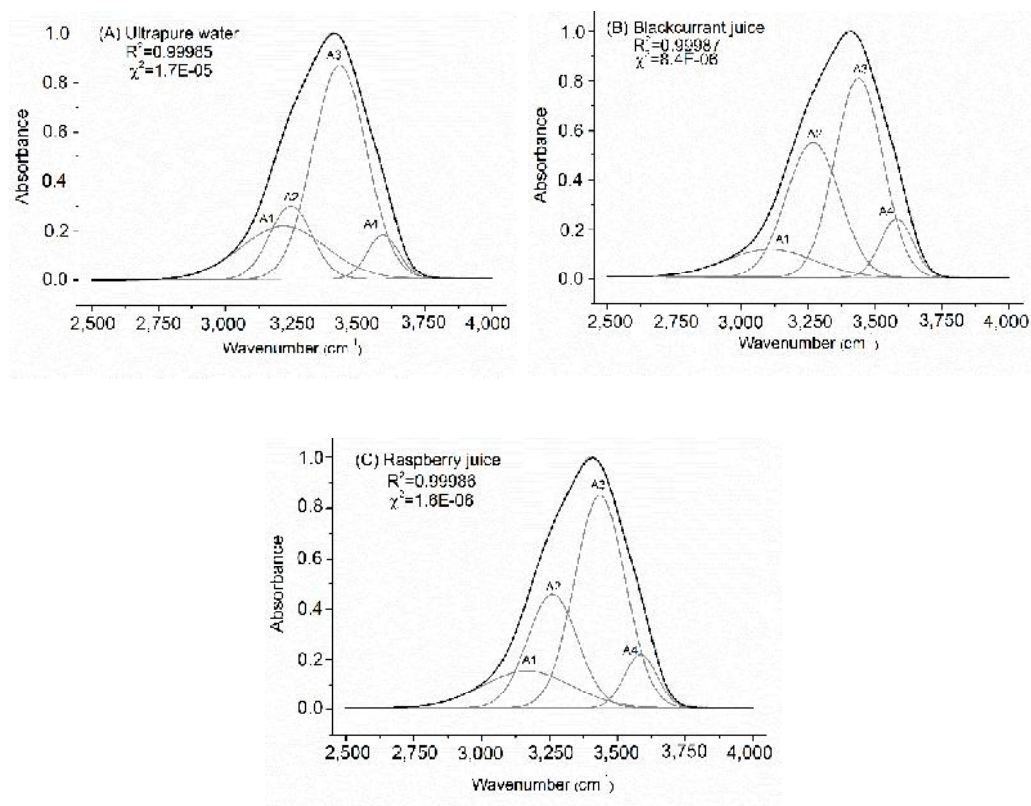 (A) Ultrapure water
R²=0.99985
χ²=1.7E-05
A1
A2
A3
A4
1.0
0.8
0.6
0.4
0.2
0.0
Absorbance
2,500 2,750 3,000 3,250 3,500 3,750 4,000
Wavenumber (cm⁻¹)
(B) Blackcurrant juice
R²=0.99987
χ²=8.4E-06
A1
A2
A3
A4
1.0
0.8
0.6
0.4
0.2
0.0
Absorbance
2,500 2,750 3,000 3,250 3,500 3,750 4,000
Wavenumber (cm⁻¹)
(C) Raspberry juice
R²=0.99986
χ²=1.6E-06
A1
A2
A3
A4
1.0
0.8
0.6
0.4
0.2
0.0
Absorbance
2,500 2,750 3,000 3,250 3,500 3,750 4,000
Wavenumber (cm⁻¹)